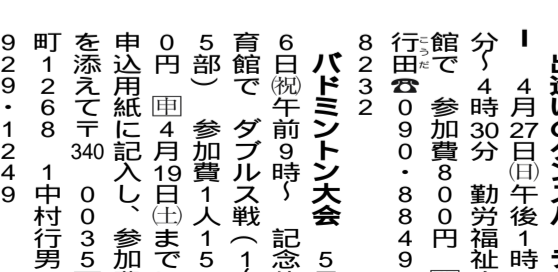 ー　4月27日㈰午後1時
分〜4時30分　勤労福祉
館で　参加費800円
行田こうだ☎090・8849
8232
バドミントン大会　5
6日㈷午前9時〜　記念
育館で　ダブルス戦（1
5部）　参加費1人15
0円　申4月19日㈯まで
申込用紙に記入し、参加
を添えて〒340　0035
町1268　1中村行男
929・1249